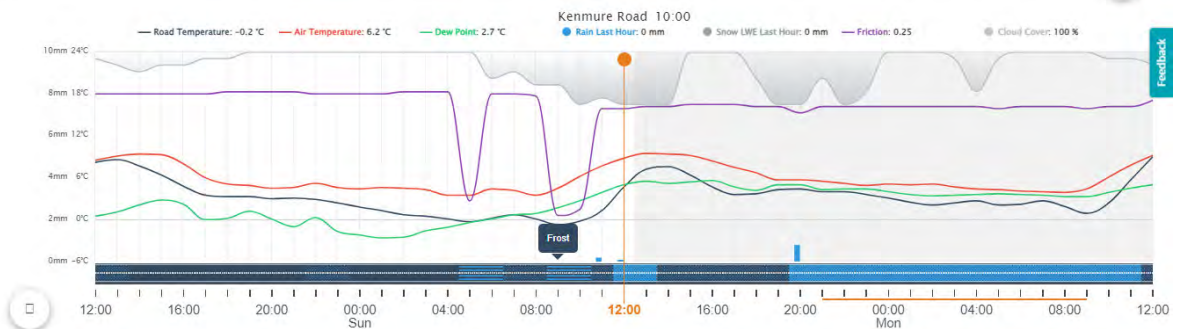 Kenmure Road 10:00
Road Temperature: -0.2 °C Air Temperature: 6.2 °C Dew Point: 2.7 °C Rain Last Hour: 0 mm Snow LWE Last Hour: 0 mm Friction: 0.25 Cloud Cover: 100 %
10mm 24°C
8mm 18°C
6mm 12°C
4mm 6°C
2mm 0°C
0mm -6°C
Feedback
Frost
12:00 16:00 20:00 00:00 04:00 08:00 12:00 16:00 20:00 00:00 04:00 08:00 12:00
Sun Mon